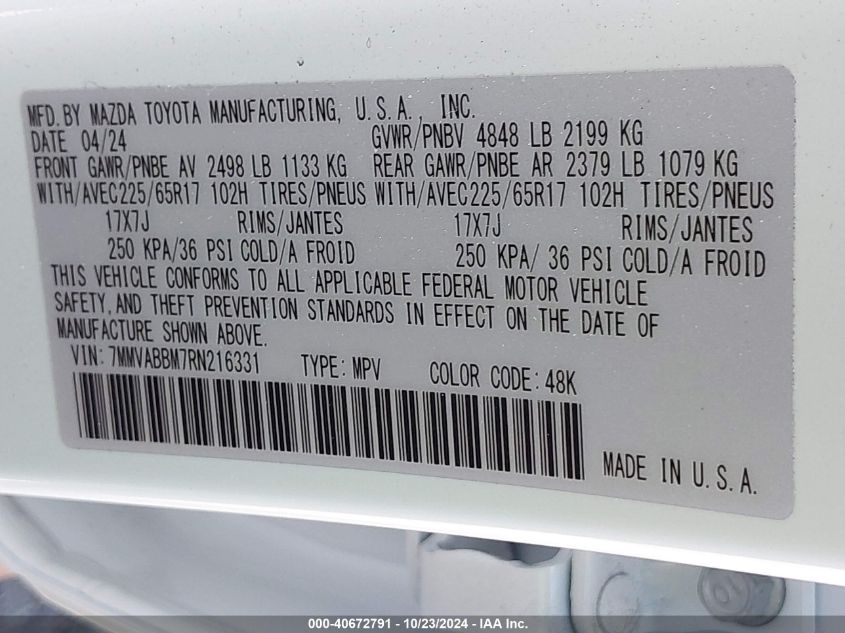 MFD. BY MAZDA TOYOTA MANUFACTURING, U.S.A., INC.
DATE 04/24 GVWR/PNBV 4848 LB 2199 KG
FRONT GAWR/PNBE AV 2498 LB 1133 KG REAR GAWR/PNBE AR 2379 LB 1079 KG
WITH/AVEC225/65R17 102H TIRES/PNEUS WITH/AVEC225/65R17 102H TIRES/PNEUS
17X7J RIMS/JANTES 17X7J RIMS/JANTES
250 KPA/36 PSI COLD/A FROID 250 KPA/ 36 PSI COLD/A FROID
THIS VEHICLE CONFORMS TO ALL APPLICABLE FEDERAL MOTOR VEHICLE
SAFETY, AND THEFT PREVENTION STANDARDS IN EFFECT ON THE DATE OF
MANUFACTURE SHOWN ABOVE.
VIN: 7MMVABBM7RN216331 TYPE: MPV COLOR CODE: 48K
MADE IN U.S.A.
000-40672791 - 10/23/2024 - IAA Inc.